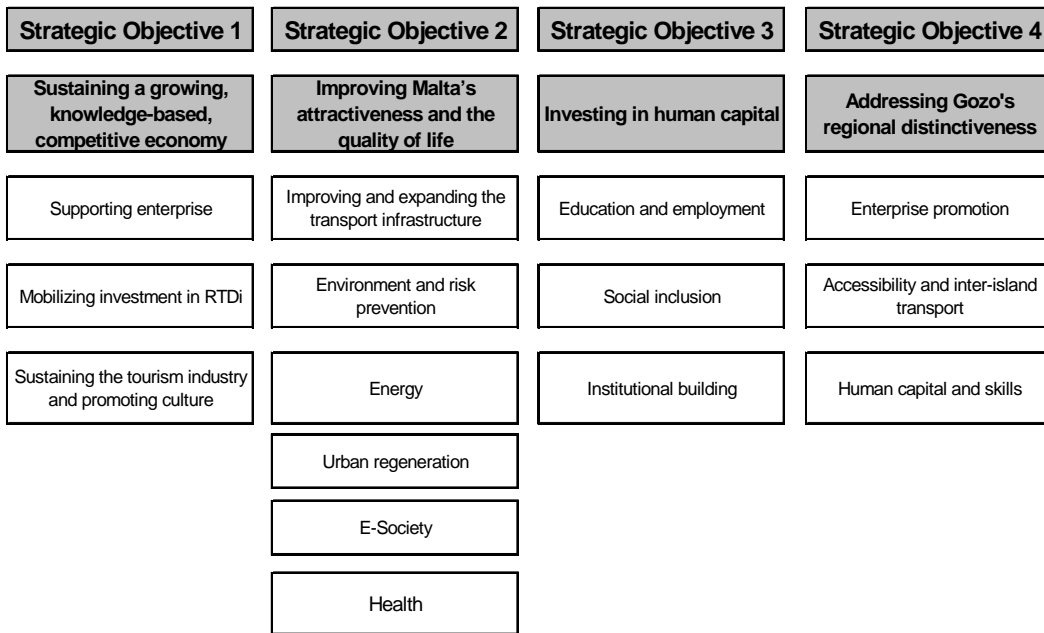 Strategic Objective 1
Strategic Objective 2
Strategic Objective 3
Strategic Objective 4
Sustaining a growing,
knowledge-based,
competitive economy
Improving Malta's
attractiveness and the
quality of life
Investing in human capital
Addressing Gozo's
regional distinctiveness
Supporting enterprise
Improving and expanding the
transport infrastructure
Education and employment
Enterprise promotion
Mobilizing investment in RTDi
Environment and risk
prevention
Social inclusion
Accessibility and inter-island
transport
Sustaining the tourism industry
and promoting culture
Energy
Institutional building
Human capital and skills
Urban regeneration
E-Society
Health